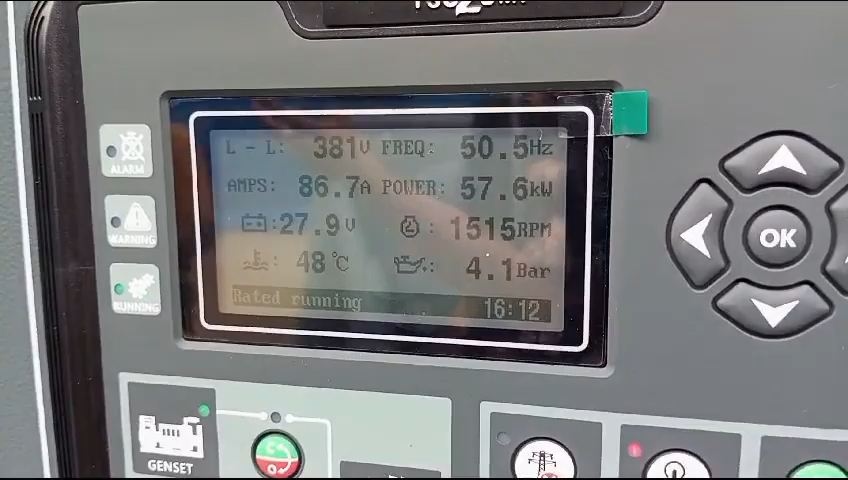 ALARM
WARNING
RUNNING
L - L: 381V FREQ: 50.5Hz
AMPS: 86.7A POWER: 57.6kW
:27.9V : 1515RPM
: 48°C : 4.1Bar
Rated running 16:12
OK
GENSET